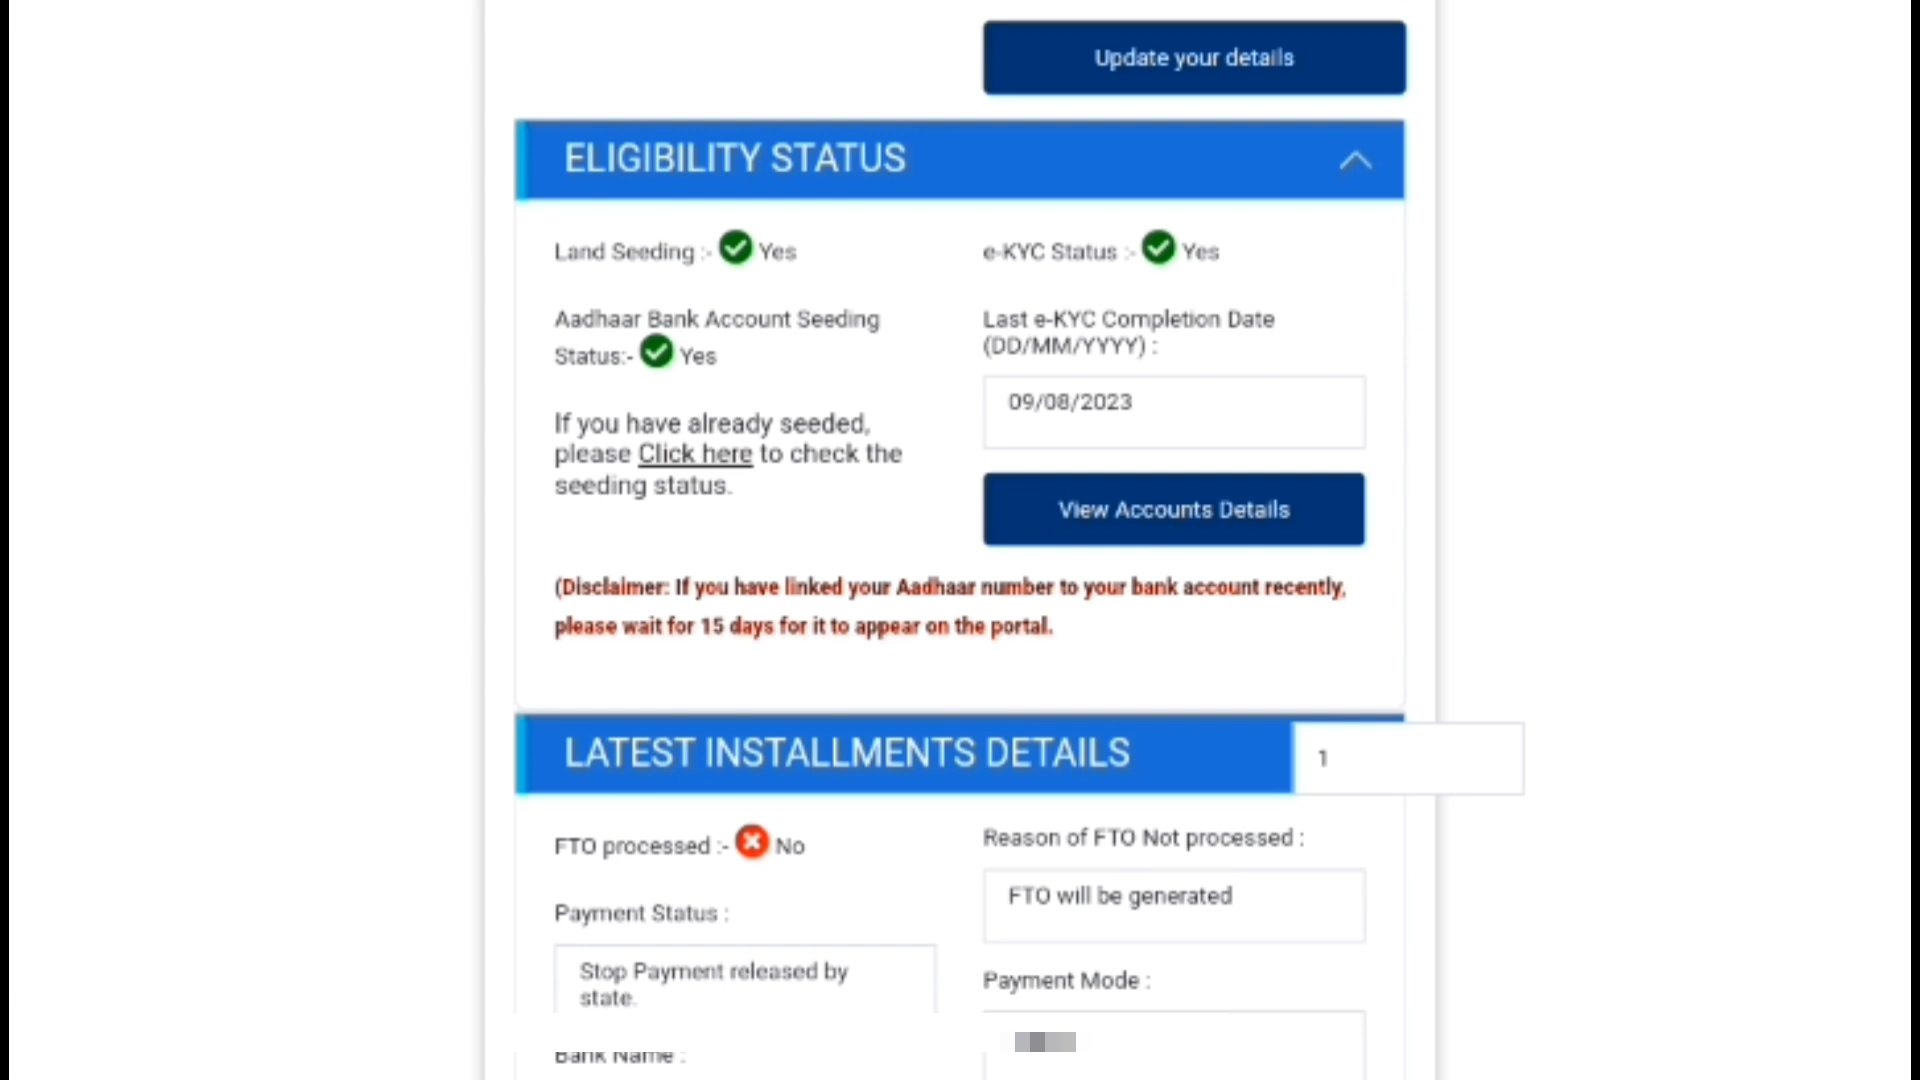 Update your details
ELIGIBILITY STATUS
Land Seeding :- Yes
e-KYC Status :- Yes
Aadhaar Bank Account Seeding
Status:- Yes
Last e-KYC Completion Date
(DD/MM/YYYY) :
09/08/2023
If you have already seeded,
please Click here to check the
seeding status.
View Accounts Details
(Disclaimer: If you have linked your Aadhaar number to your bank account recently,
please wait for 15 days for it to appear on the portal.
LATEST INSTALLMENTS DETAILS
1
FTO processed :- No
Reason of FTO Not processed :
FTO will be generated
Payment Status :
Stop Payment released by
state.
Payment Mode :
Bank Name :